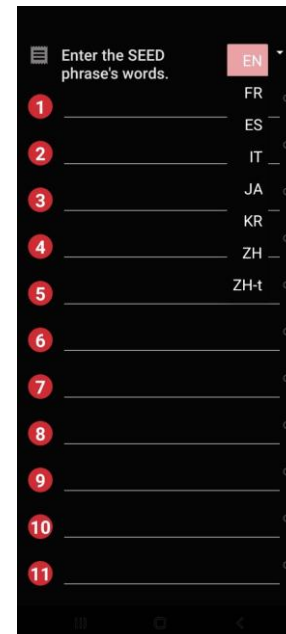 Enter the SEED
phrase's words.
EN
FR
ES
IT
JA
KR
ZH
ZH-t
1
2
3
4
5
6
7
8
9
10
11